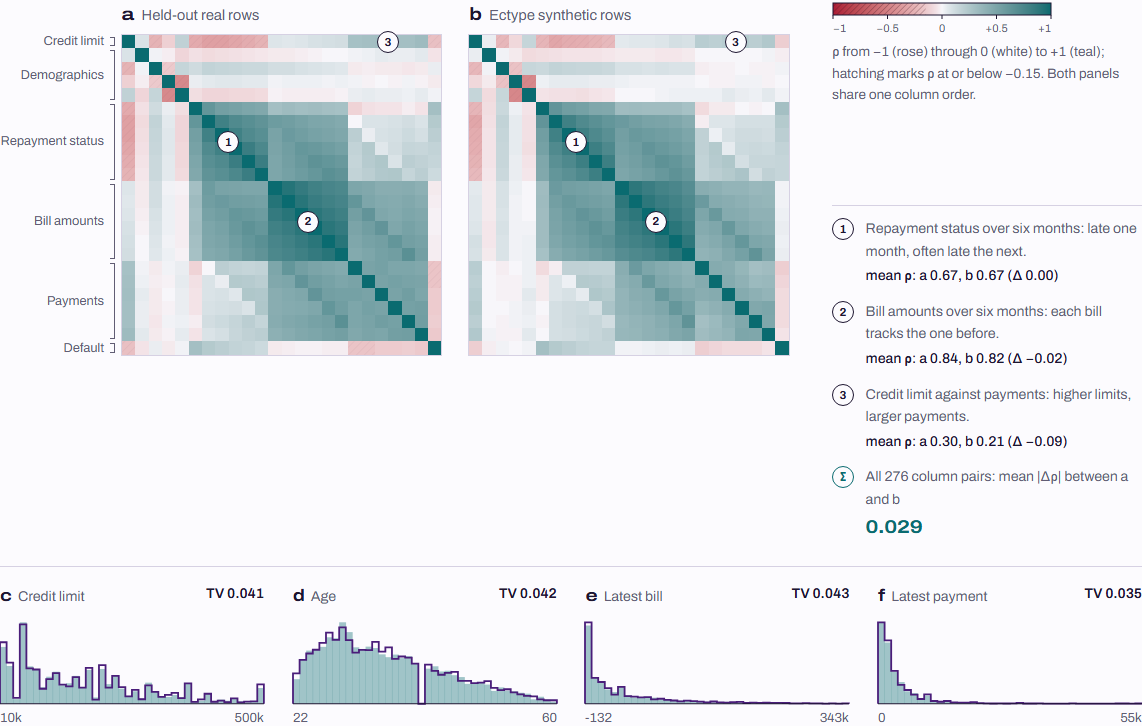 a Held-out real rows
b Ectype synthetic rows
Credit limit
Demographics
Repayment status
Bill amounts
Payments
Default
3
1
2
3
1
2
−1 −0.5 0 +0.5 +1
ρ from −1 (rose) through 0 (white) to +1 (teal);
hatching marks ρ at or below −0.15. Both panels
share one column order.
1 Repayment status over six months: late one
month, often late the next.
mean ρ: a 0.67, b 0.67 (Δ 0.00)
2 Bill amounts over six months: each bill
tracks the one before.
mean ρ: a 0.84, b 0.82 (Δ −0.02)
3 Credit limit against payments: higher limits,
larger payments.
mean ρ: a 0.30, b 0.21 (Δ −0.09)
Σ All 276 column pairs: mean |Δρ| between a
and b
0.029
c Credit limit TV 0.041
10k 500k
d Age TV 0.042
22 60
e Latest bill TV 0.043
-132 343k
f Latest payment TV 0.035
0 55k